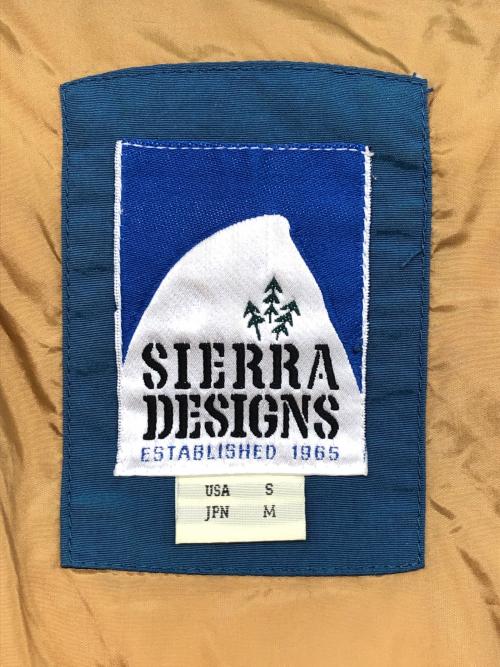 SIERRA
DESIGNS
ESTABLISHED 1965
USA S
JPN M